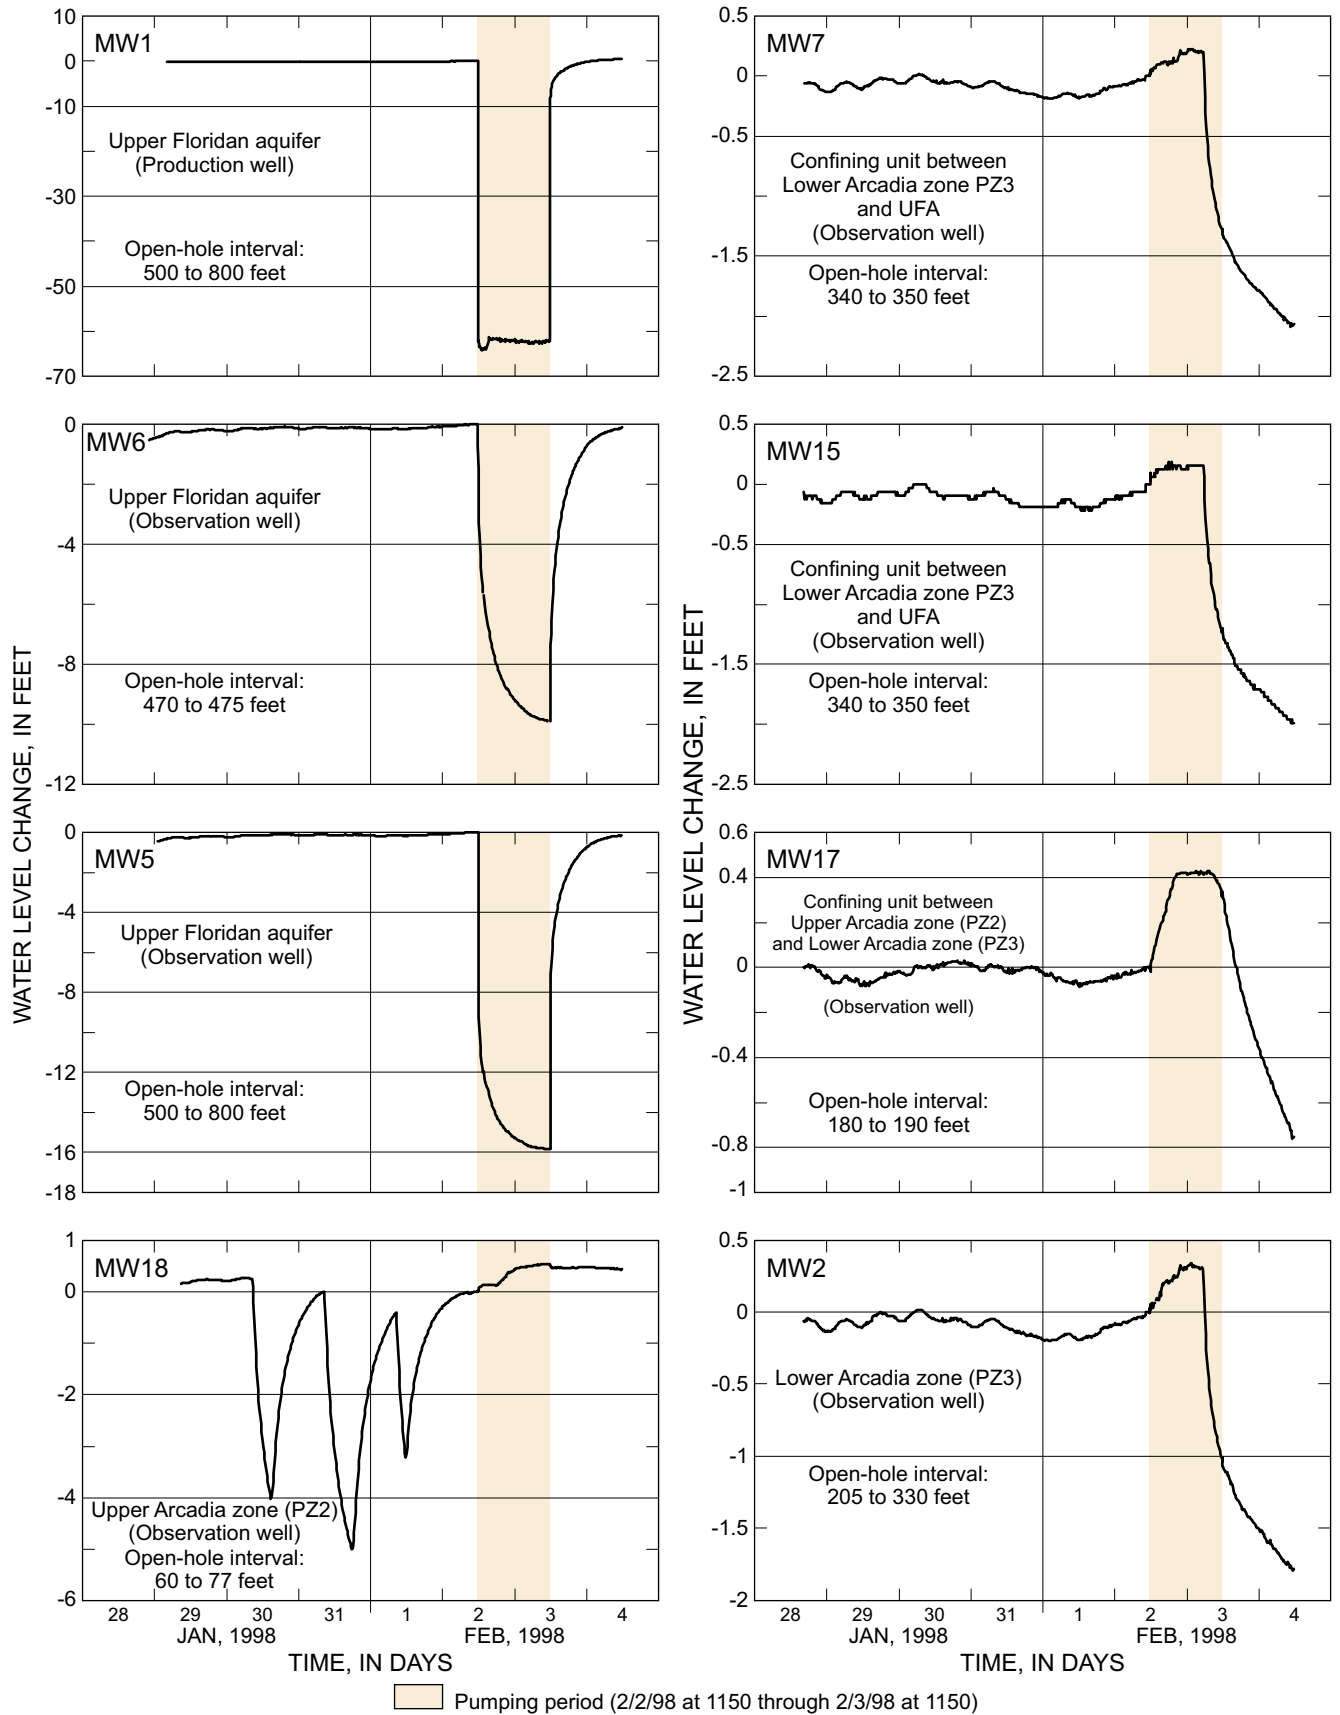 WATER LEVEL CHANGE, IN FEET
10
0
-10
-30
-50
-70
MW1
Upper Floridan aquifer
(Production well)
Open-hole interval:
500 to 800 feet
0
-4
-8
-12
MW6
Upper Floridan aquifer
(Observation well)
Open-hole interval:
470 to 475 feet
0
-4
-8
-12
-16
-18
MW5
Upper Floridan aquifer
(Observation well)
Open-hole interval:
500 to 800 feet
1
0
-2
-4
-6
MW18
Upper Arcadia zone (PZ2)
(Observation well)
Open-hole interval:
60 to 77 feet
28 29 30 31 1 2 3 4
JAN, 1998 FEB, 1998
TIME, IN DAYS
WATER LEVEL CHANGE, IN FEET
0.5
0
-0.5
-1.5
-2.5
MW7
Confining unit between
Lower Arcadia zone PZ3
and UFA
(Observation well)
Open-hole interval:
340 to 350 feet
0.5
0
-0.5
-1.5
-2.5
MW15
Confining unit between
Lower Arcadia zone PZ3
and UFA
(Observation well)
Open-hole interval:
340 to 350 feet
0.6
0.4
0
-0.4
-0.8
-1
MW17
Confining unit between
Upper Arcadia zone (PZ2)
and Lower Arcadia zone (PZ3)
(Observation well)
Open-hole interval:
180 to 190 feet
0.5
0
-0.5
-1
-1.5
-2
MW2
Lower Arcadia zone (PZ3)
(Observation well)
Open-hole interval:
205 to 330 feet
28 29 30 31 1 2 3 4
JAN, 1998 FEB, 1998
TIME, IN DAYS
Pumping period (2/2/98 at 1150 through 2/3/98 at 1150)